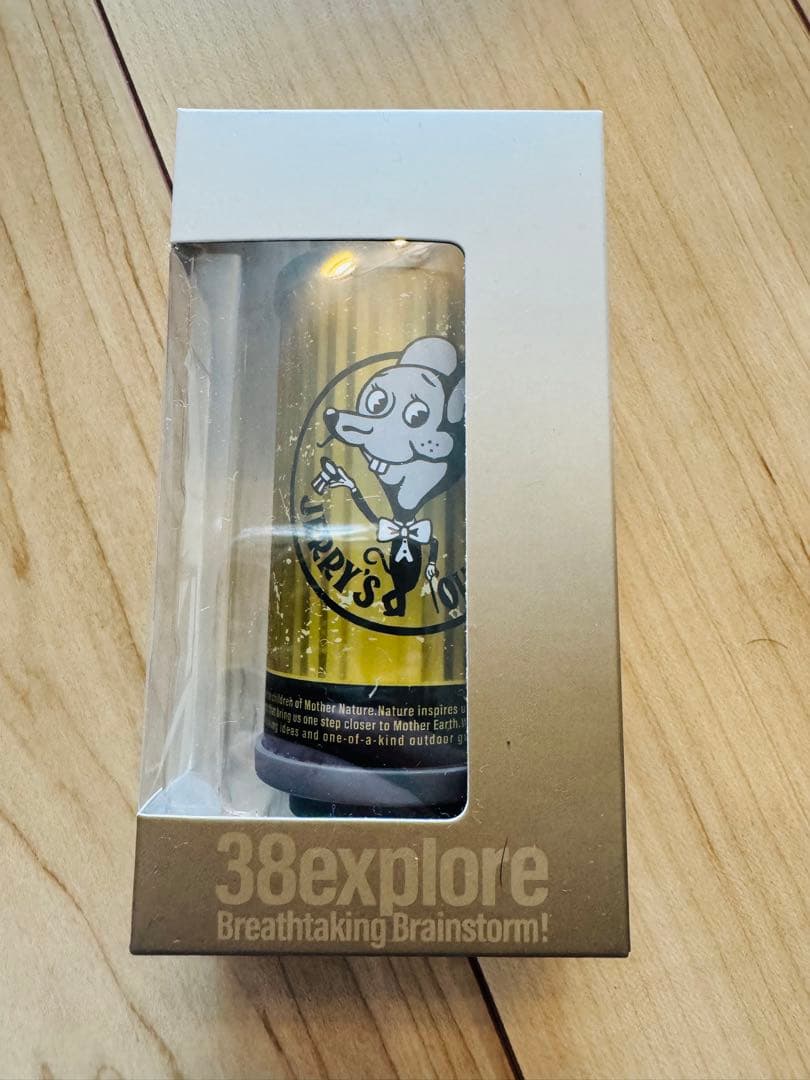 JERRY'S
children of Mother Nature.Nature inspires
bring us one step closer to Mother Earth.
ideas and one-of-a-kind outdoor
38explore
Breathtaking Brainstorm!